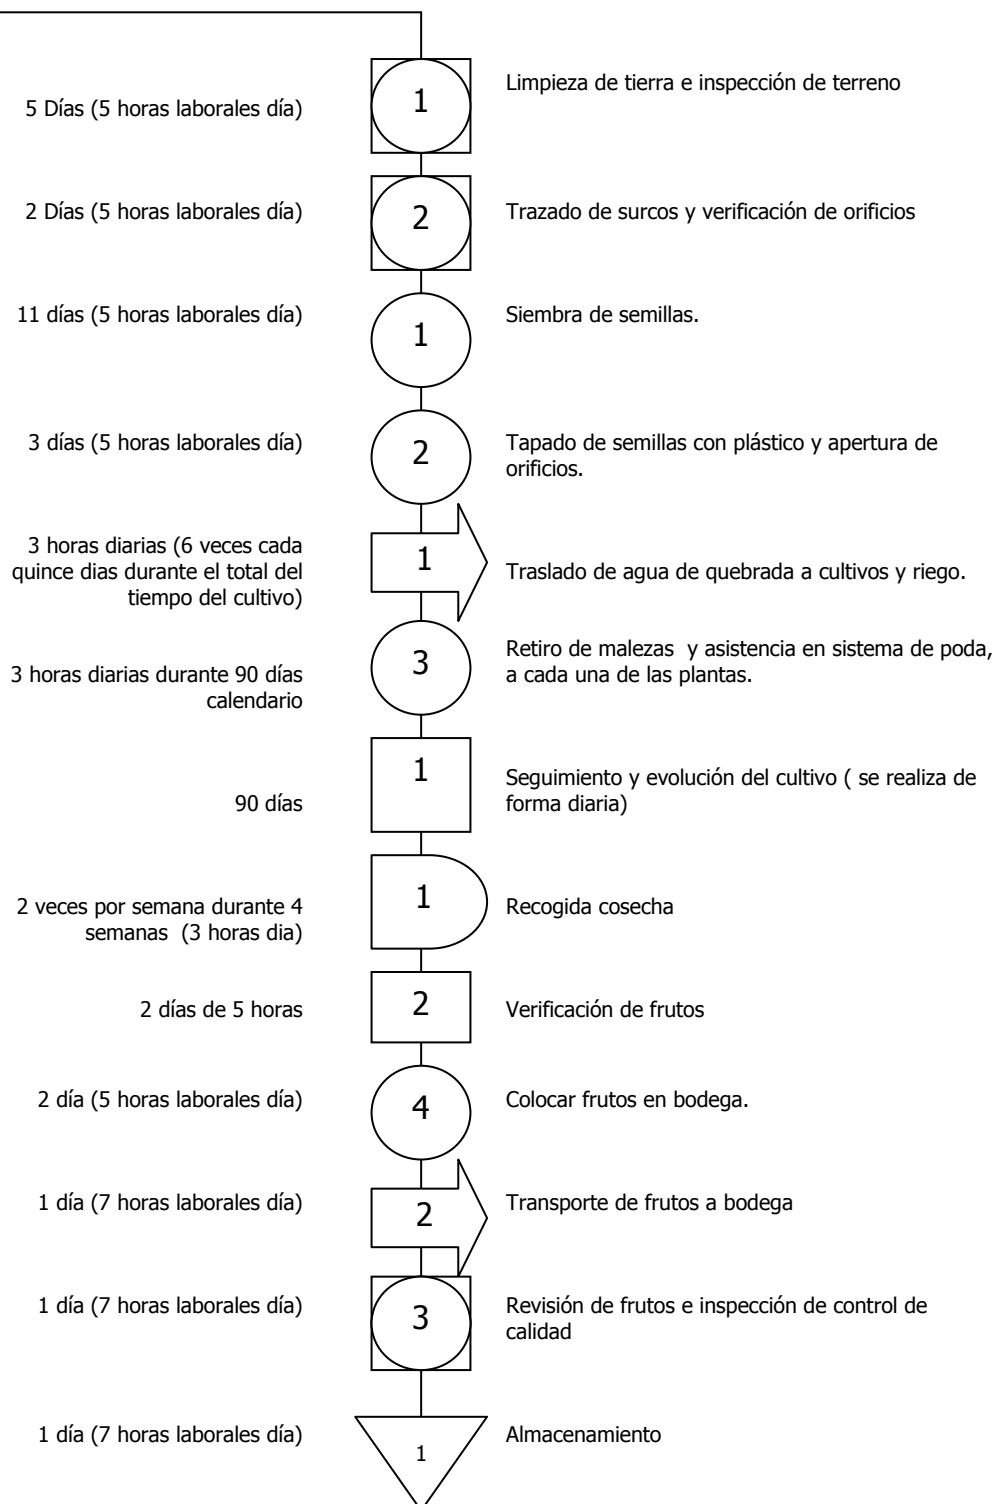 5 Días (5 horas laborales día)
1
Limpieza de tierra e inspección de terreno
2 Días (5 horas laborales día)
2
Trazado de surcos y verificación de orificios
11 días (5 horas laborales día)
1
Siembra de semillas.
3 días (5 horas laborales día)
2
Tapado de semillas con plástico y apertura de
orificios.
3 horas diarias (6 veces cada
quince dias durante el total del
tiempo del cultivo)
1
Traslado de agua de quebrada a cultivos y riego.
3 horas diarias durante 90 días
calendario
3
Retiro de malezas  y asistencia en sistema de poda,
a cada una de las plantas.
90 días
1
Seguimiento y evolución del cultivo ( se realiza de
forma diaria)
2 veces por semana durante 4
semanas  (3 horas dia)
1
Recogida cosecha
2 días de 5 horas
2
Verificación de frutos
2 día (5 horas laborales día)
4
Colocar frutos en bodega.
1 día (7 horas laborales día)
2
Transporte de frutos a bodega
1 día (7 horas laborales día)
3
Revisión de frutos e inspección de control de
calidad
1 día (7 horas laborales día)
1
Almacenamiento